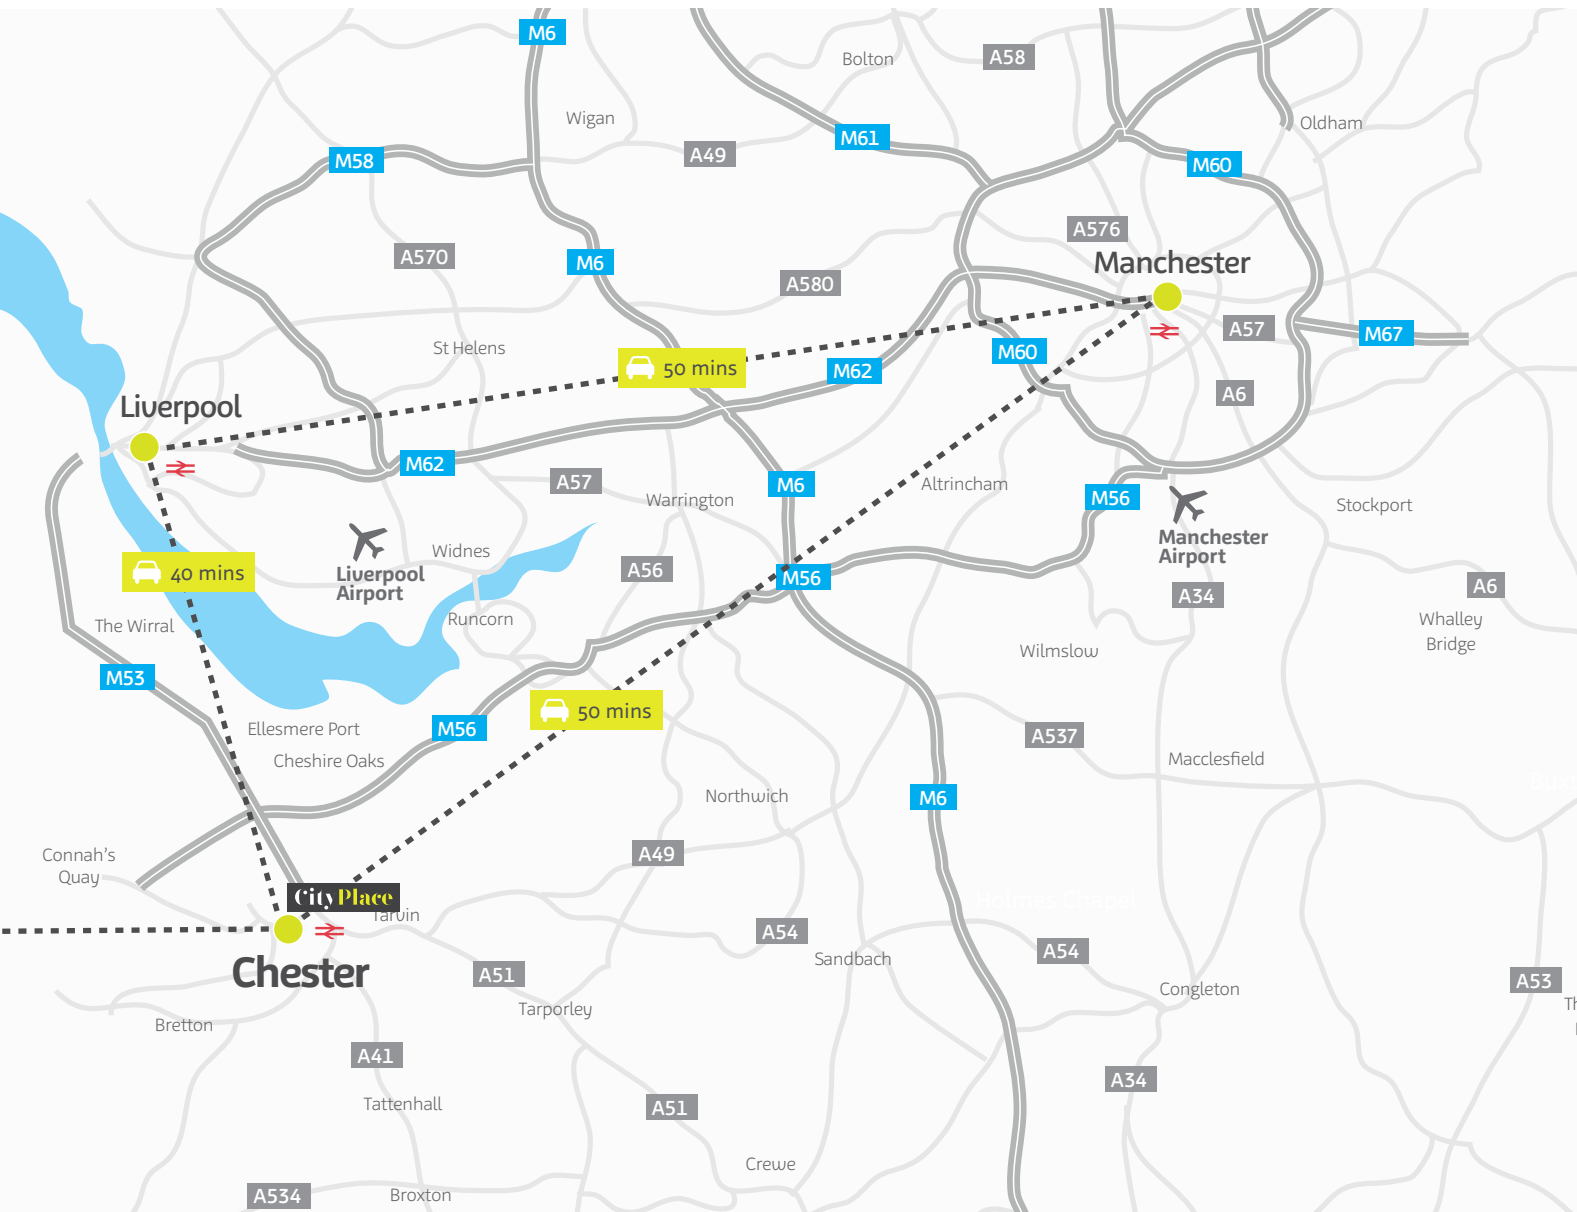 M6
A58
Bolton
Wigan
Oldham
M61
A49
M58
M60
A576
A570
M6
Manchester
A580
A57
M67
St Helens
M60
50 mins
M62
A6
Liverpool
M62
A57
M6
Altrincham
M56
Warrington
Stockport
Manchester
Airport
Widnes
A56
40 mins
Liverpool
Airport
M56
A6
A34
Runcorn
Whalley
Bridge
The Wirral
Wilmslow
M53
50 mins
Ellesmere Port
M56
A537
Cheshire Oaks
Macclesfield
Northwich
M6
Connah's
Quay
A49
City Place
Holmes Chapel
Tarvin
A54
A54
Sandbach
Chester
A51
A53
Congleton
Tarporley
Bretton
A41
A34
Tattenhall
A51
Crewe
A534
Broxton